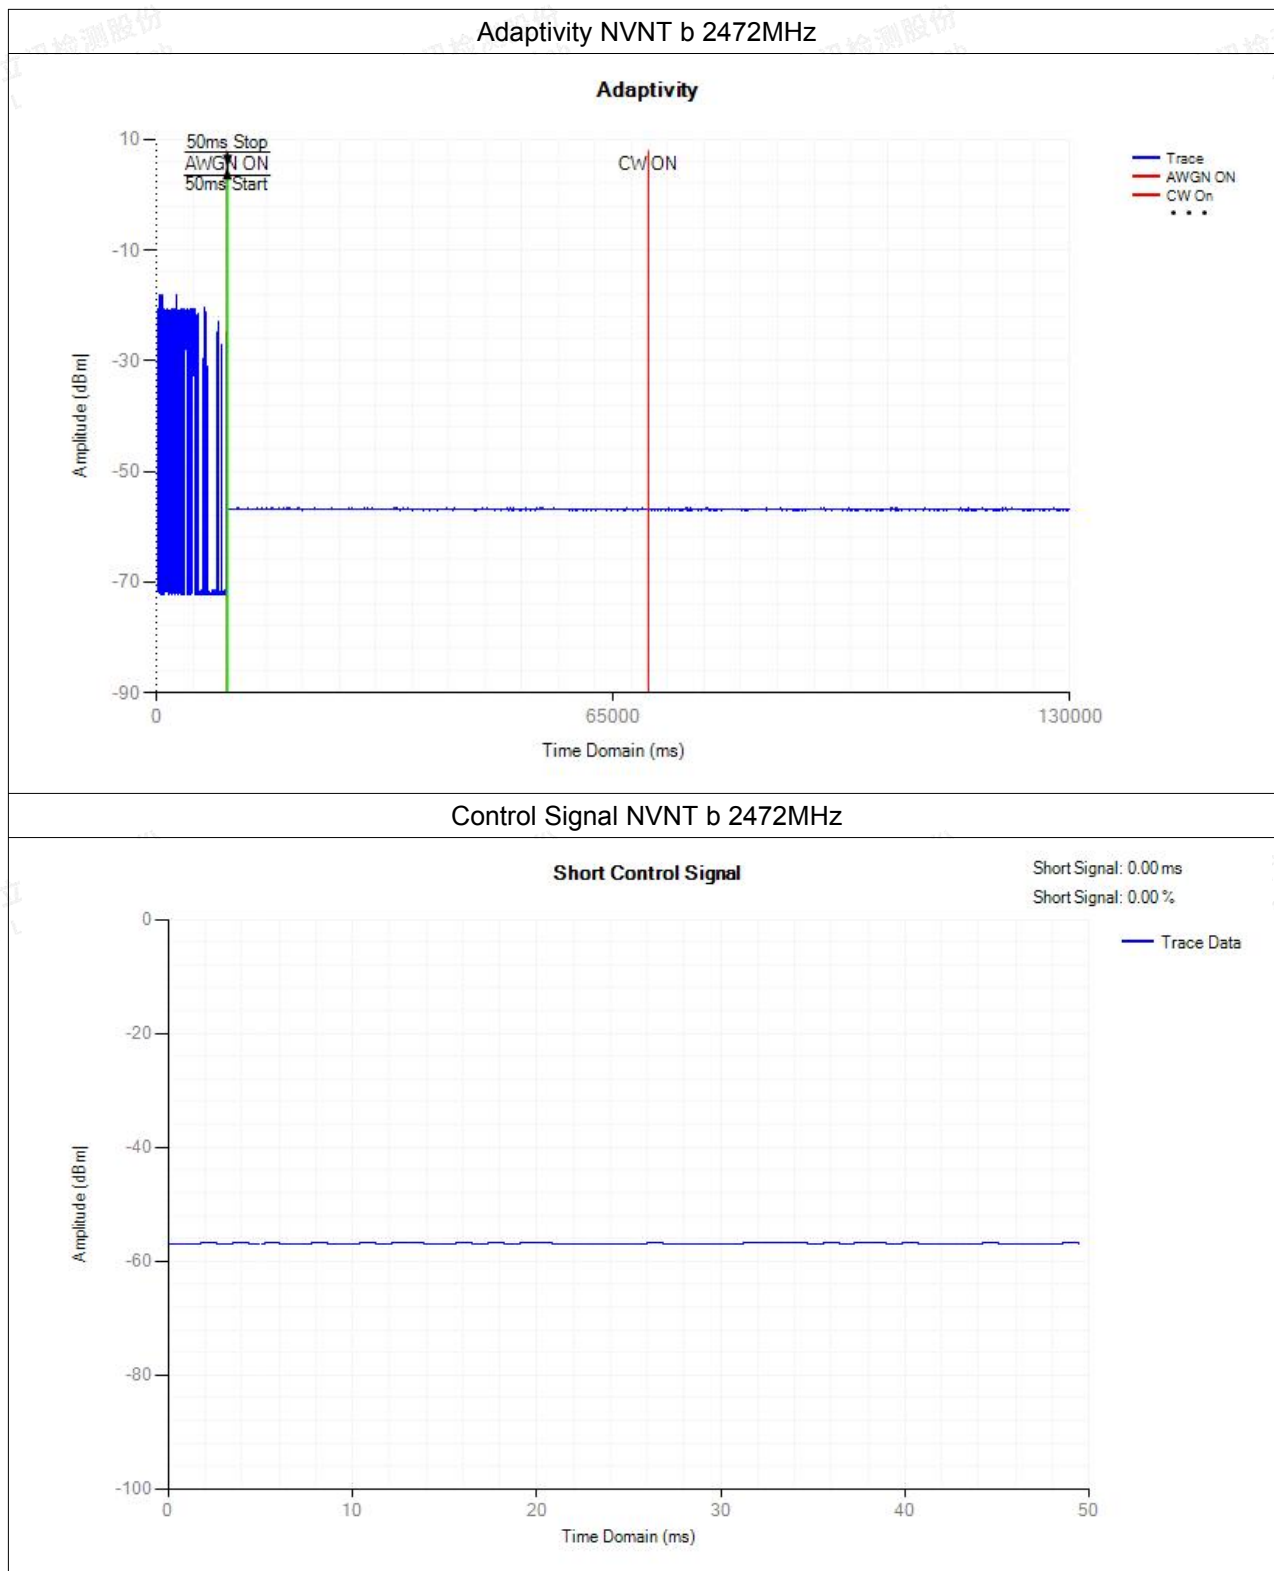 Adaptivity NVNT b 2472MHz
Adaptivity
50ms Stop
AWGN ON
50ms Start
CW ON
Trace
AWGN ON
CW On
10
-10
-30
-50
-70
-90
Amplitude (dBm)
0
65000
130000
Time Domain (ms)
Control Signal NVNT b 2472MHz
Short Control Signal
Short Signal: 0.00 ms
Short Signal: 0.00 %
Trace Data
0
-20
-40
-60
-80
-100
Amplitude (dBm)
0
10
20
30
40
50
Time Domain (ms)